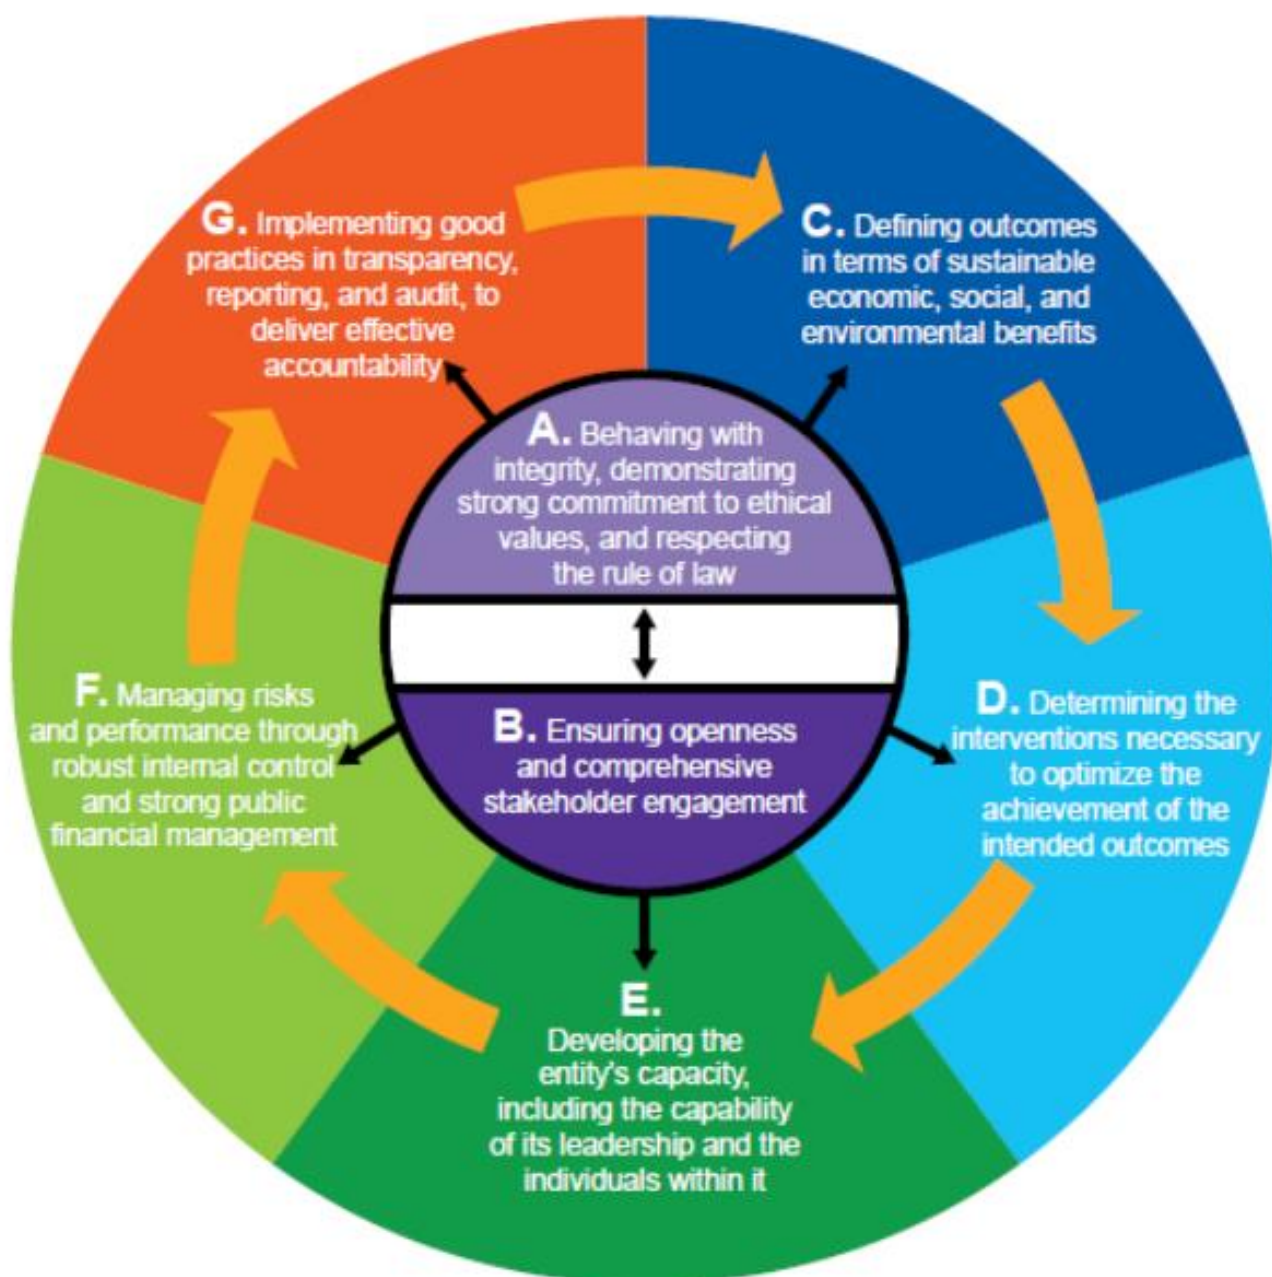 A. Behaving with
integrity, demonstrating
strong commitment to ethical
values, and respecting
the rule of law
B. Ensuring openness
and comprehensive
stakeholder engagement
C. Defining outcomes
in terms of sustainable
economic, social, and
environmental benefits
D. Determining the
interventions necessary
to optimize the
achievement of the
intended outcomes
E.
Developing the
entity's capacity,
including the capability
of its leadership and the
individuals within it
F. Managing risks
and performance through
robust internal control
and strong public
financial management
G. Implementing good
practices in transparency,
reporting, and audit, to
deliver effective
accountability